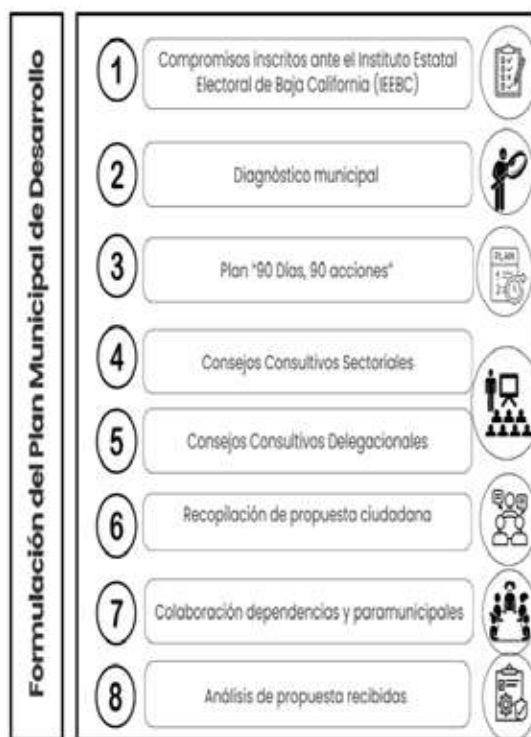 Formulación del Plan Municipal de Desarrollo
1
Compromisos inscritos ante el Instituto Estatal
Electoral de Baja California (IEEBC)
2
Diagnóstico municipal
3
Plan "90 Días, 90 acciones"
PLAN
4
Consejos Consultivos Sectoriales
5
Consejos Consultivos Delegacionales
6
Recopilación de propuesta ciudadana
7
Colaboración dependencias y paramunicipales
8
Análisis de propuesta recibidas